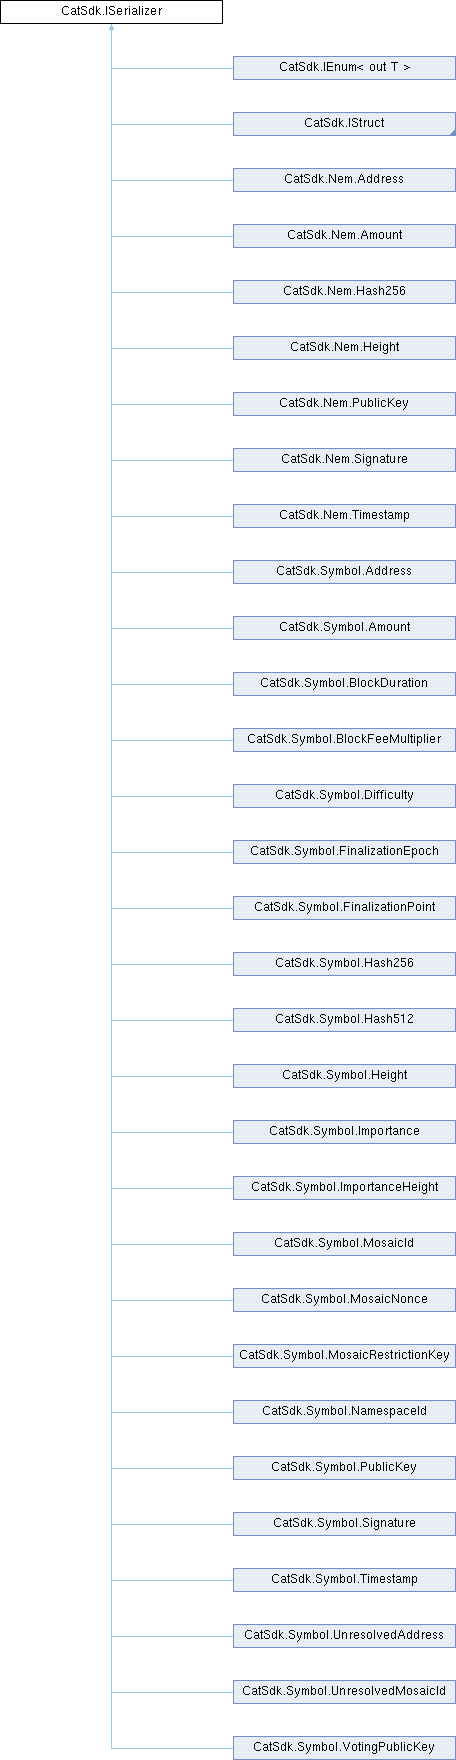 CatSdk.ISerializer
CatSdk.IEnum< out T >
CatSdk.IStruct
CatSdk.Nem.Address
CatSdk.Nem.Amount
CatSdk.Nem.Hash256
CatSdk.Nem.Height
CatSdk.Nem.PublicKey
CatSdk.Nem.Signature
CatSdk.Nem.Timestamp
CatSdk.Symbol.Address
CatSdk.Symbol.Amount
CatSdk.Symbol.BlockDuration
CatSdk.Symbol.BlockFeeMultiplier
CatSdk.Symbol.Difficulty
CatSdk.Symbol.FinalizationEpoch
CatSdk.Symbol.FinalizationPoint
CatSdk.Symbol.Hash256
CatSdk.Symbol.Hash512
CatSdk.Symbol.Height
CatSdk.Symbol.Importance
CatSdk.Symbol.ImportanceHeight
CatSdk.Symbol.MosaicId
CatSdk.Symbol.MosaicNonce
CatSdk.Symbol.MosaicRestrictionKey
CatSdk.Symbol.NamespaceId
CatSdk.Symbol.PublicKey
CatSdk.Symbol.Signature
CatSdk.Symbol.Timestamp
CatSdk.Symbol.UnresolvedAddress
CatSdk.Symbol.UnresolvedMosaicId
CatSdk.Symbol.VotingPublicKey